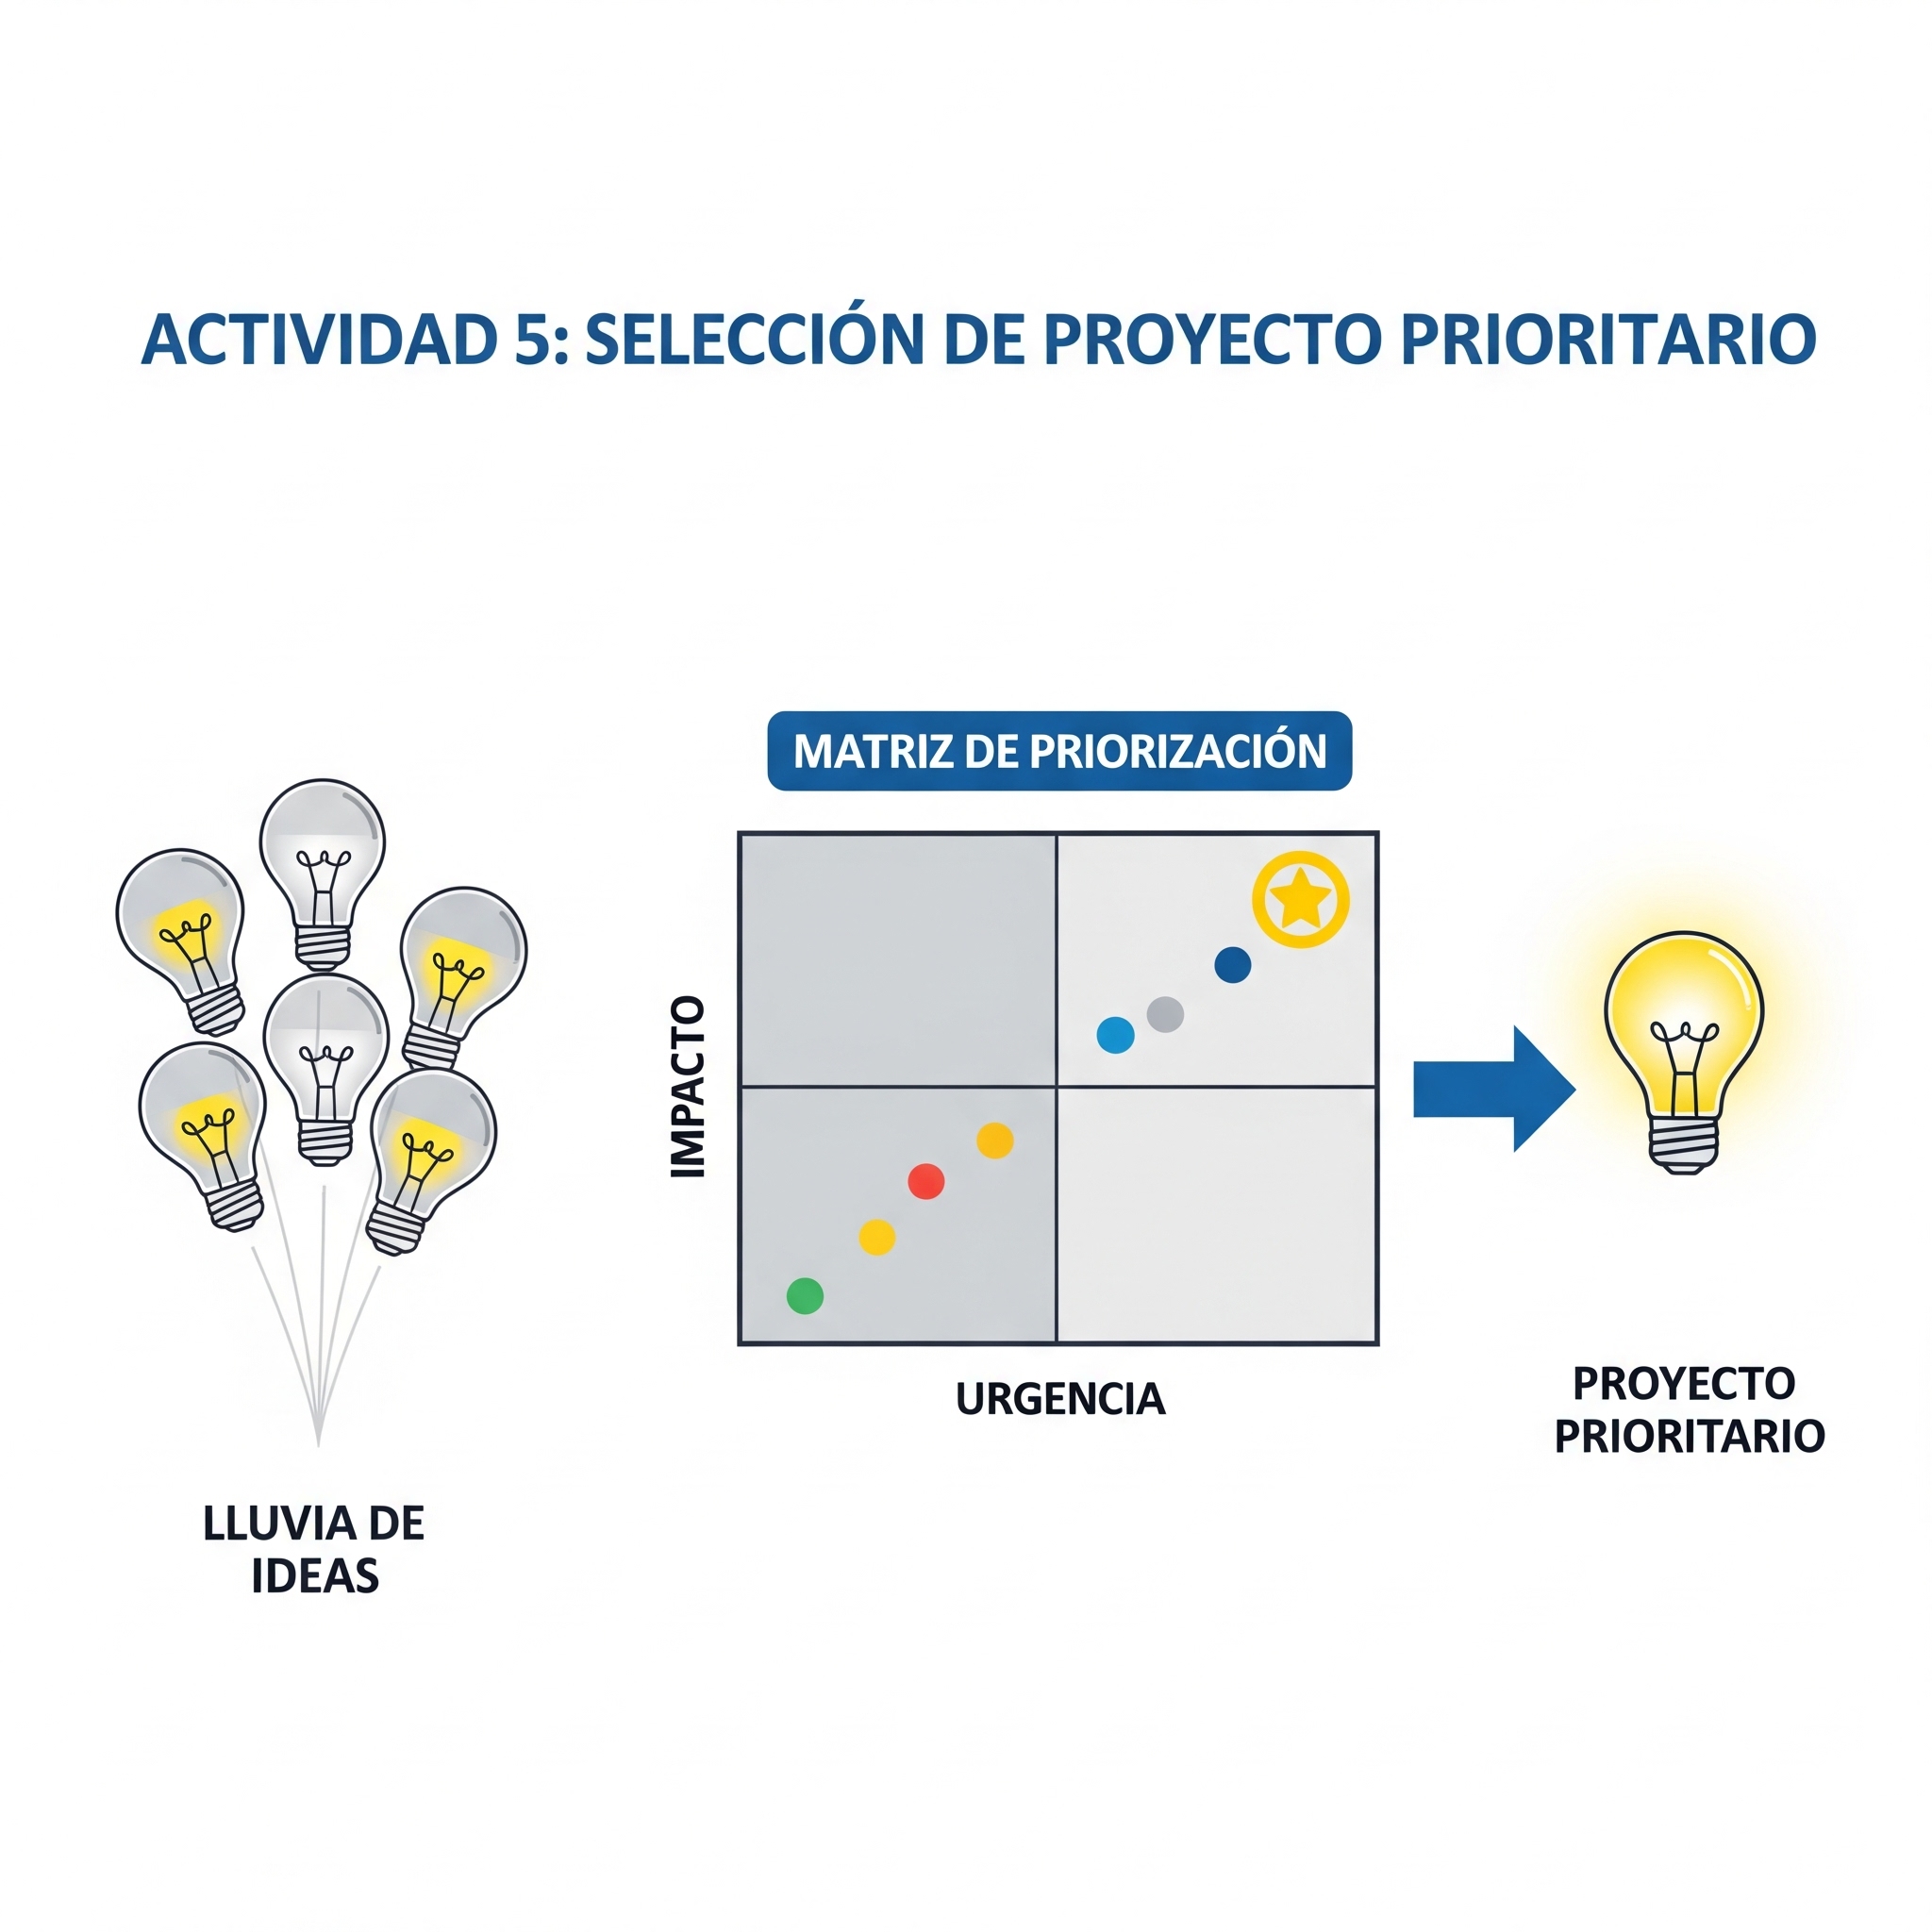 ACTIVIDAD 5: SELECCIÓN DE PROYECTO PRIORITARIO
MATRIZ DE PRIORIZACIÓN
IMPACTO
URGENCIA
PROYECTO
PRIORITARIO
LLUVIA DE
IDEAS